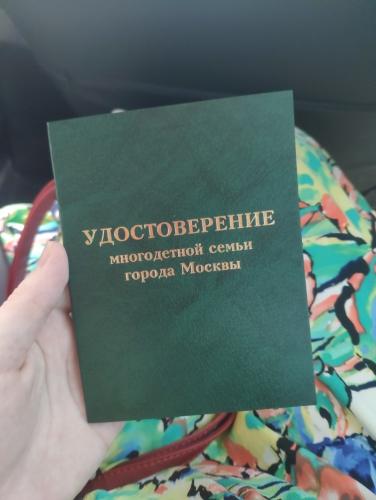 УДОСТОВЕРЕНИЕ
многодетной семьи
города Москвы